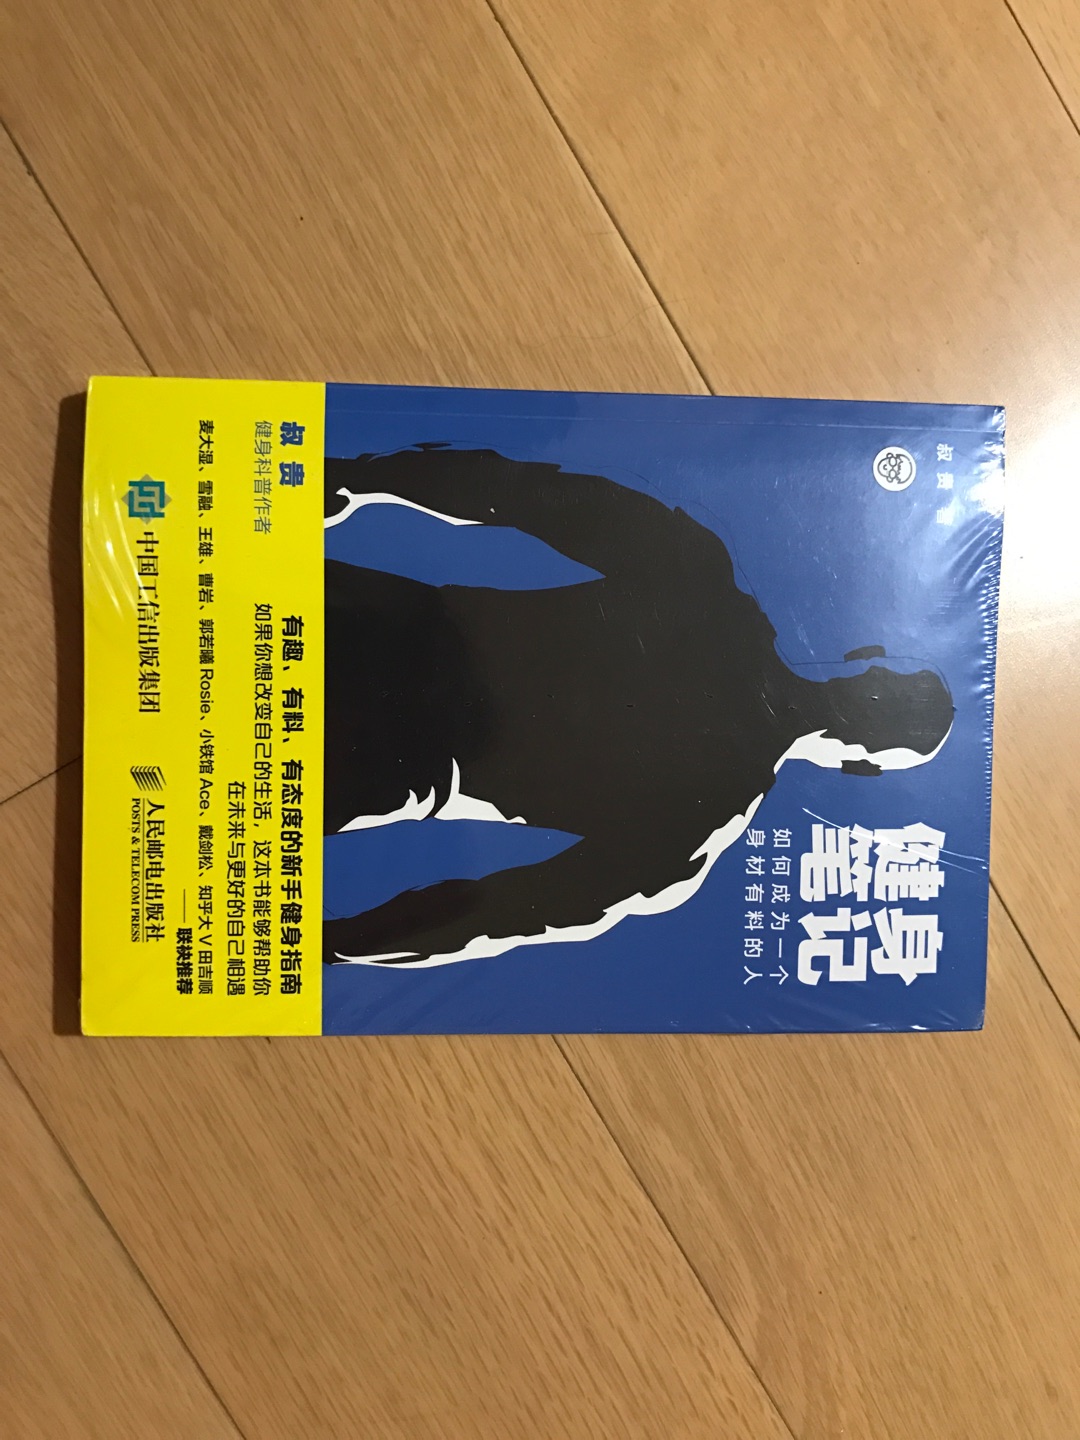 叔贵 著
健身
笔记
如何成为一个
身材有料的人
叔贵
健身科普作者
有趣、有料、有态度的新手健身指南
如果你想改变自己的生活，这本书能够帮助你
在未来与更好的自己相遇
麦大湿、雪融、王雄、曹岩、郭若曦 Rosie、小铁馆 Ace、戴剑松、知乎大 V 田吉顺
——联袂推荐
中国工信出版集团
人民邮电出版社
POSTS & TELECOM PRESS